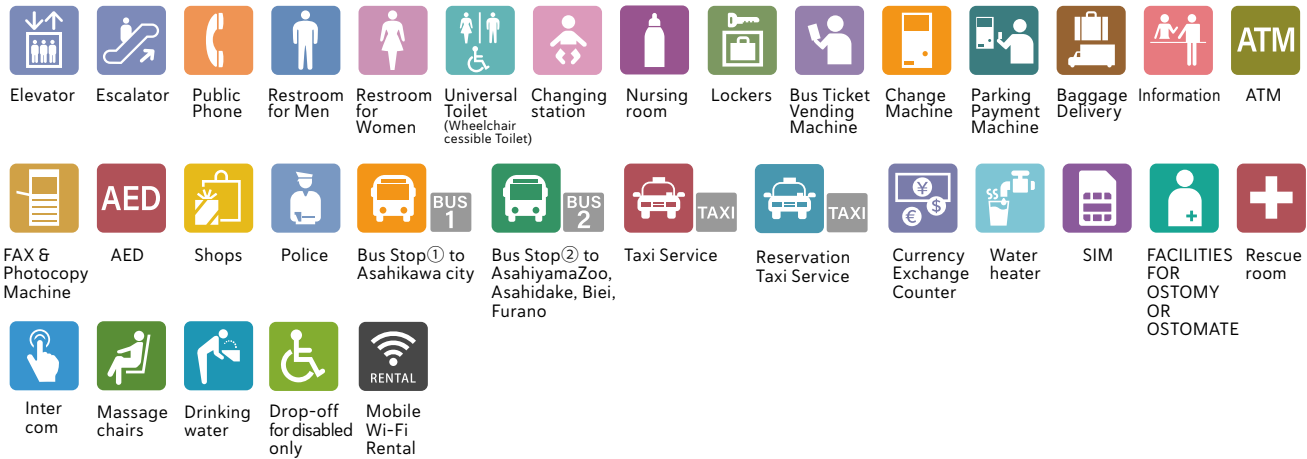 Elevator
Escalator
Public
Phone
Restroom
for Men
Restroom
for
Women
Universal
Toilet
(Wheelchair
cessible Toilet)
Changing
station
Nursing
room
Lockers
Bus Ticket
Vending
Machine
Change
Machine
Parking
Payment
Machine
Baggage
Delivery
Information
ATM
ATM
FAX &
Photocopy
Machine
AED
AED
Shops
Police
BUS
1
Bus Stop① to
Asahikawa city
BUS
2
Bus Stop② to
AsahiyamaZoo,
Asahidake, Biei,
Furano
TAXI
Taxi Service
TAXI
Reservation
Taxi Service
¥
$
€
Currency
Exchange
Counter
Water
heater
SIM
FACILITIES
FOR
OSTOMY
OR
OSTOMATE
Rescue
room
Inter
com
Massage
chairs
Drinking
water
Drop-off
for disabled
only
RENTAL
Mobile
Wi-Fi
Rental